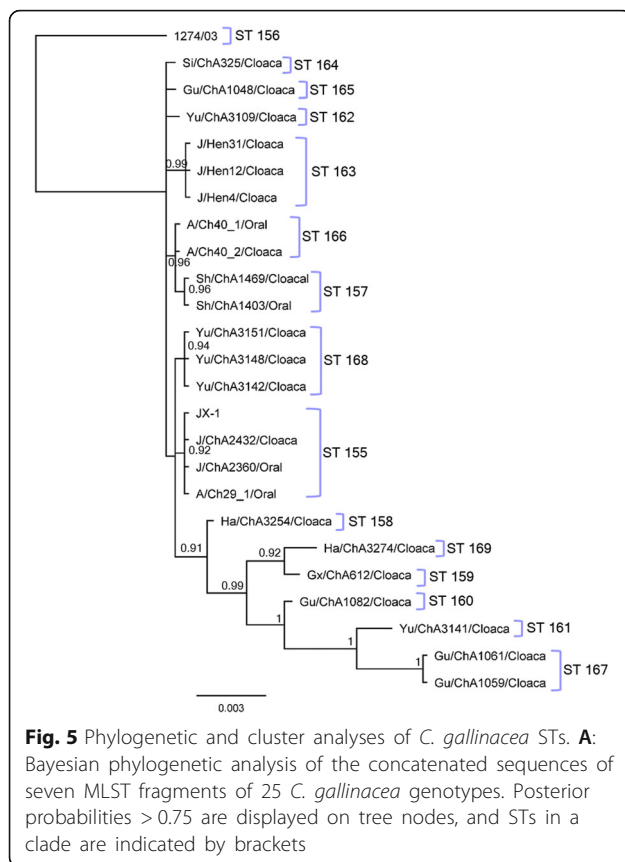 1274/03 ST 156
Si/ChA325/Cloaca ST 164
Gu/ChA1048/Cloaca ST 165
Yu/ChA3109/Cloaca ST 162
J/Hen31/Cloaca
0.99 J/Hen12/Cloaca ST 163
J/Hen4/Cloaca
A/Ch40_1/Oral
ST 166
A/Ch40_2/Cloaca
0.96
Sh/ChA1469/Cloacal
0.96 ST 157
Sh/ChA1403/Oral
Yu/ChA3151/Cloaca
0.94
Yu/ChA3148/Cloaca ST 168
Yu/ChA3142/Cloaca
JX-1
J/ChA2432/Cloaca
0.92 ST 155
J/ChA2360/Oral
A/Ch29_1/Oral
Ha/ChA3254/Cloaca ST 158
0.91
0.92 Ha/ChA3274/Cloaca ST 169
Gx/ChA612/Cloaca ST 159
0.99
Gu/ChA1082/Cloaca ST 160
1
Yu/ChA3141/Cloaca ST 161
1
Gu/ChA1061/Cloaca
1 ST 167
Gu/ChA1059/Cloaca
0.003
Fig. 5 Phylogenetic and cluster analyses of C. gallinacea STs. A:
Bayesian phylogenetic analysis of the concatenated sequences of
seven MLST fragments of 25 C. gallinacea genotypes. Posterior
probabilities > 0.75 are displayed on tree nodes, and STs in a
clade are indicated by brackets